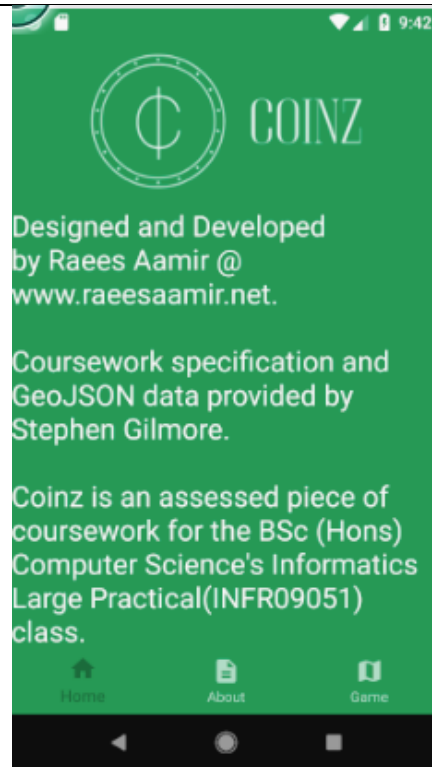 9:42
COINZ
Designed and Developed
by Raees Aamir @
www.raeesaamir.net.
Coursework specification and
GeoJSON data provided by
Stephen Gilmore.
Coinz is an assessed piece of
coursework for the BSc (Hons)
Computer Science's Informatics
Large Practical(INFR09051)
class.
Home About Game